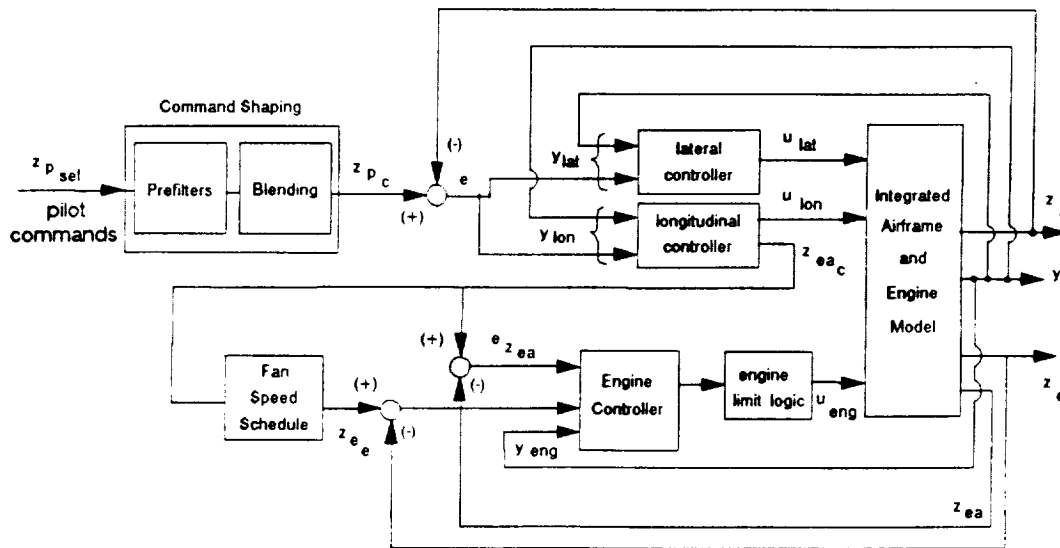 Command Shaping
z p sel
pilot
commands
Prefilters
Blending
z p c
(+)
(-)
e
y lat
y lon
lateral
controller
longitudinal
controller
u lat
u lon
z ea c
Integrated
Airframe
and
Engine
Model
z
y
z e
Fan
Speed
Schedule
(+)
z e e
(-)
(+)
(-)
e z ea
Engine
Controller
y eng
engine
limit logic
u eng
z ea